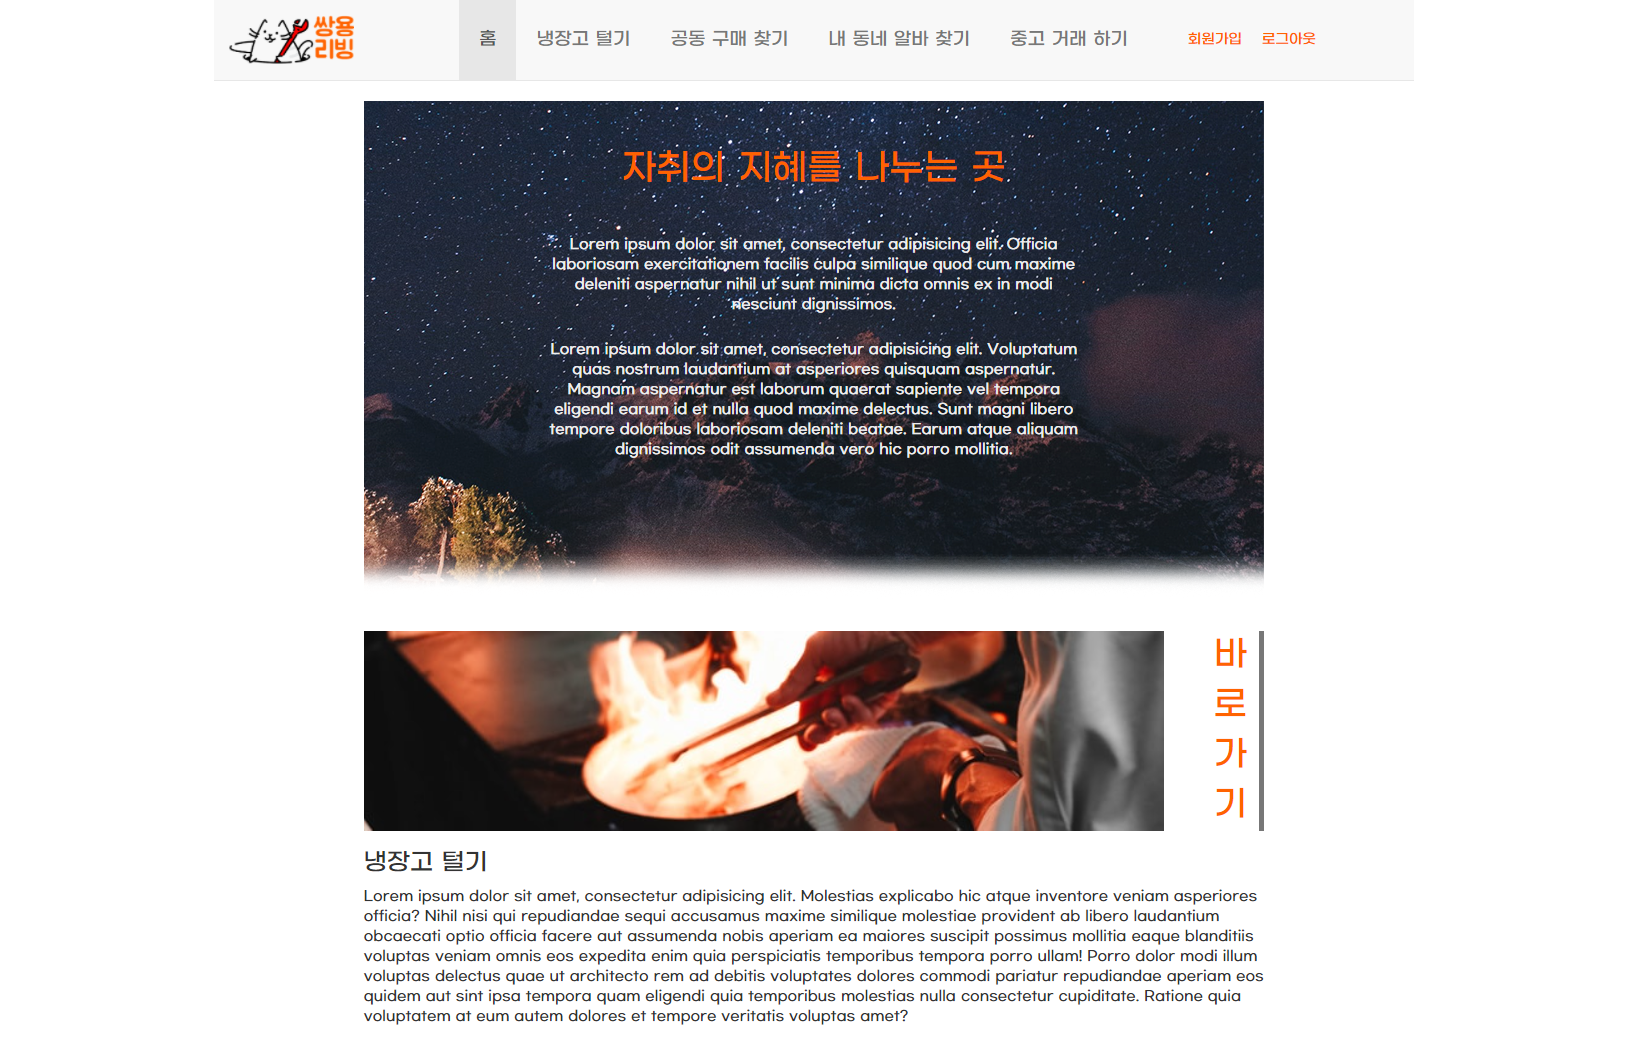 쌍용
리빙
홈 냉장고 털기 공동 구매 찾기 내 동네 알바 찾기 중고 거래 하기 회원가입 로그아웃
자취의 지혜를 나누는 곳
Lorem ipsum dolor sit amet, consectetur adipisicing elit. Officia
laboriosam exercitationem facilis culpa similique quod cum maxime
deleniti aspernatur nihil ut sunt minima dicta omnis ex in modi
nesciunt dignissimos.
Lorem ipsum dolor sit amet, consectetur adipisicing elit. Voluptatum
quas nostrum laudantium at asperiores quisquam aspernatur.
Magnam aspernatur est laborum quaerat sapiente vel tempora
eligendi earum id et nulla quod maxime delectus. Sunt magni libero
tempore doloribus laboriosam deleniti beatae. Earum atque aliquam
dignissimos odit assumenda vero hic porro mollitia.
바
로
가
기
냉장고 털기
Lorem ipsum dolor sit amet, consectetur adipisicing elit. Molestias explicabo hic atque inventore veniam asperiores
officia? Nihil nisi qui repudiandae sequi accusamus maxime similique molestiae provident ab libero laudantium
obcaecati optio officia facere aut assumenda nobis aperiam ea maiores suscipit possimus mollitia eaque blanditiis
voluptas veniam omnis eos expedita enim quia perspiciatis temporibus tempora porro ullam! Porro dolor modi illum
voluptas delectus quae ut architecto rem ad debitis voluptates dolores commodi pariatur repudiandae aperiam eos
quidem aut sint ipsa tempora quam eligendi quia temporibus molestias nulla consectetur cupiditate. Ratione quia
voluptatem at eum autem dolores et tempore veritatis voluptas amet?